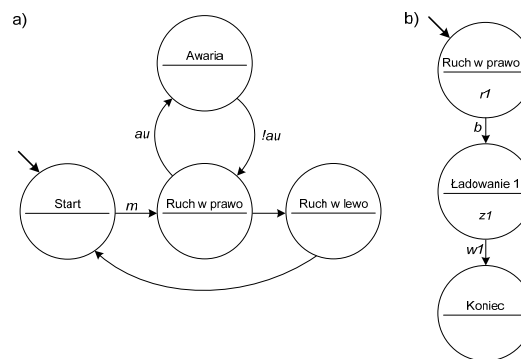 a)
Awaria
au
!au
Start
m
Ruch w prawo
Ruch w lewo
b)
Ruch w prawo
r1
b
Ładowanie 1
z1
w1
Koniec